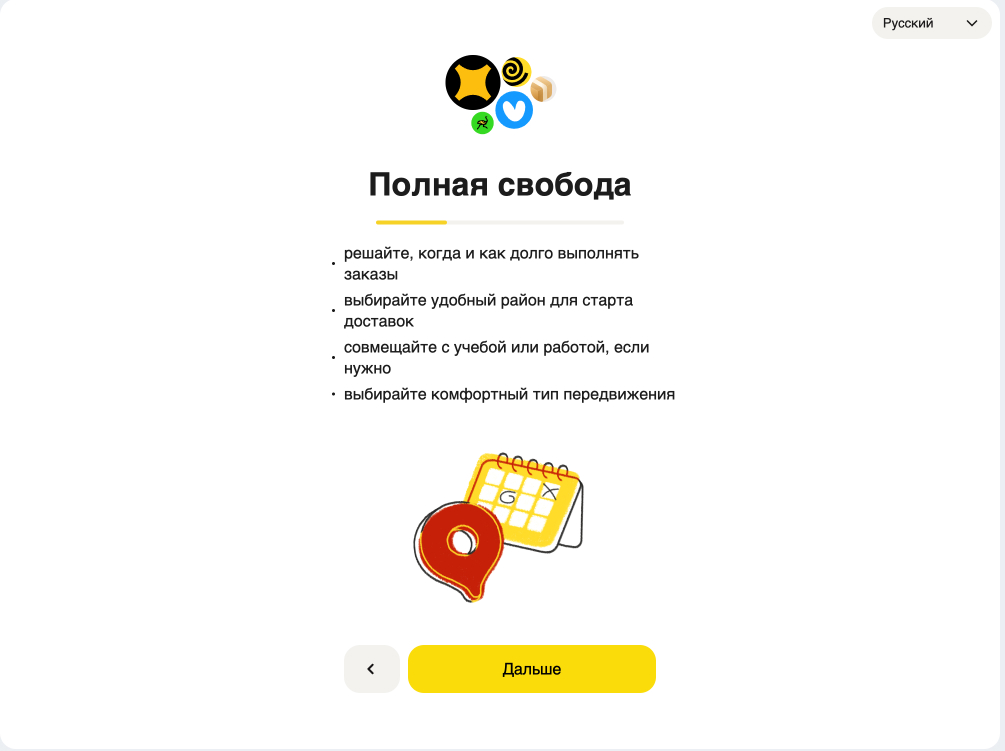 Русский
Полная свобода
решайте, когда и как долго выполнять
заказы
выбирайте удобный район для старта
доставок
совмещайте с учебой или работой, если
нужно
выбирайте комфортный тип передвижения
Дальше